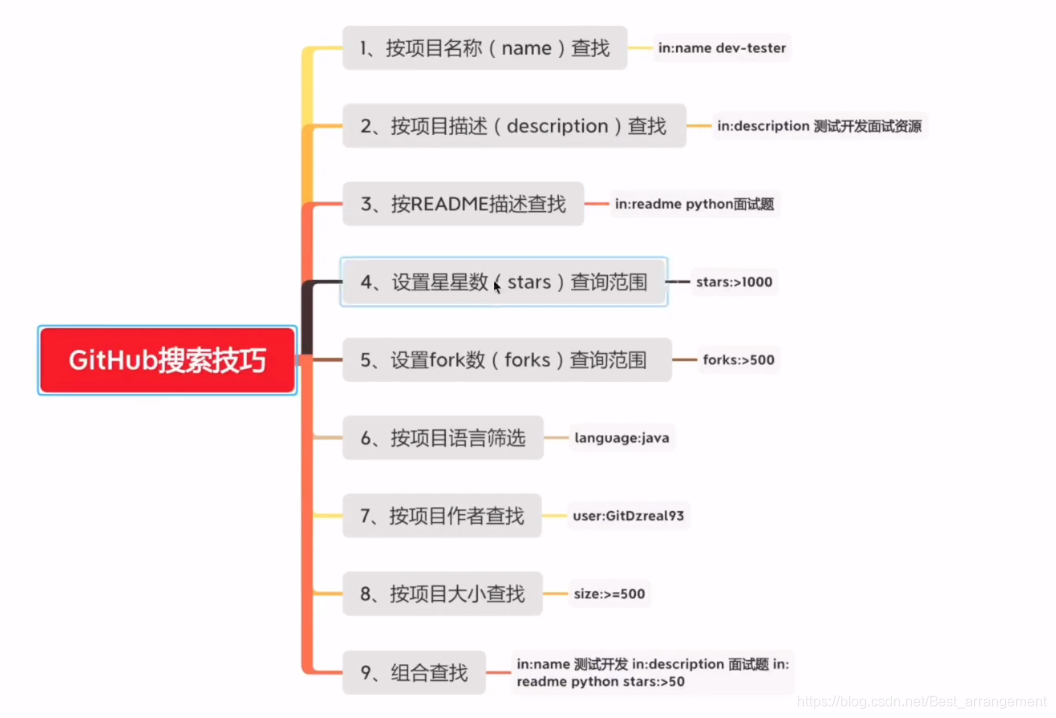 1、按项目名称（name）查找
in:name dev-tester
2、按项目描述（description）查找
in:description 测试开发面试资源
3、按README描述查找
in:readme python面试题
4、设置星星数（stars）查询范围
stars:>1000
GitHub搜索技巧
5、设置fork数（forks）查询范围
forks:>500
6、按项目语言筛选
language:java
7、按项目作者查找
user:GitDzreal93
8、按项目大小查找
size:>=500
9、组合查找
in:name 测试开发 in:description 面试题 in:
readme python stars:>50
https://blog.csdn.net/Best_arrangement